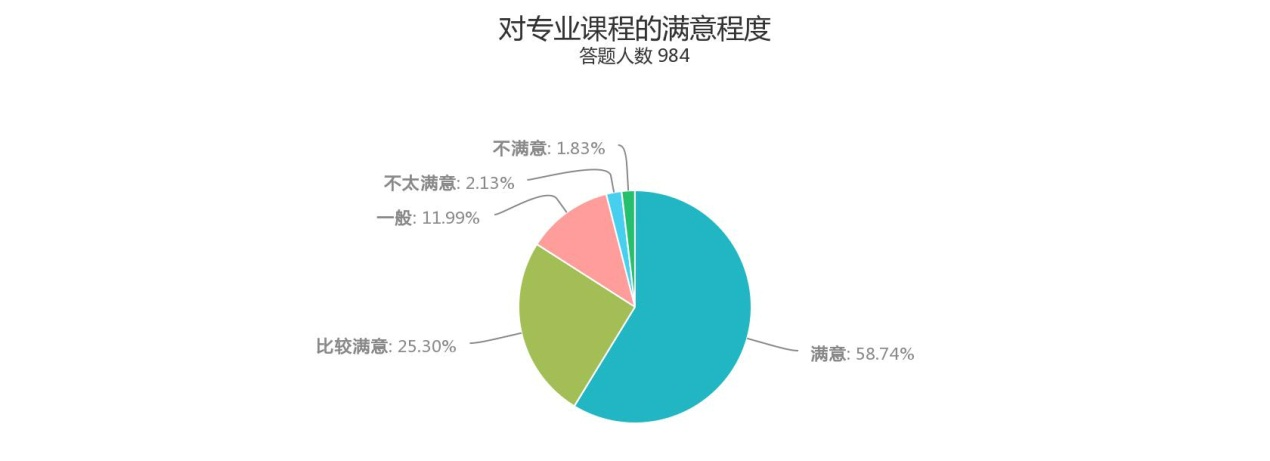 对专业课程的满意程度
答题人数 984
不满意: 1.83%
不太满意: 2.13%
一般: 11.99%
比较满意: 25.30%
满意: 58.74%